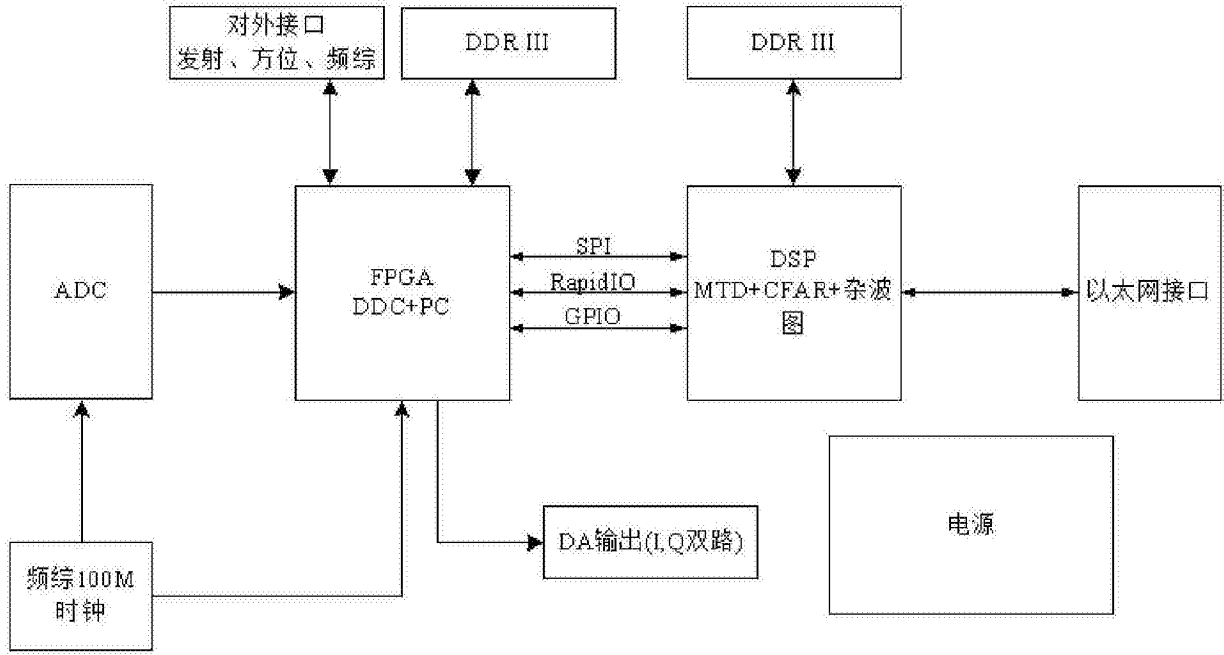 对外接口
发射、方位、频综
DDR III
DDR III
ADC
FPGA
DDC+PC
SPI
RapidIO
GPIO
DSP
MTD+CFAR+杂波
图
以太网接口
频综100M
时钟
DA输出(I,Q双路)
电源